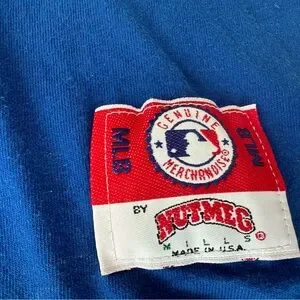 GENUINE
MLB MLB
MERCHANDISE®
BY
NUTMEG
MILLS®
MADE IN U.S.A.